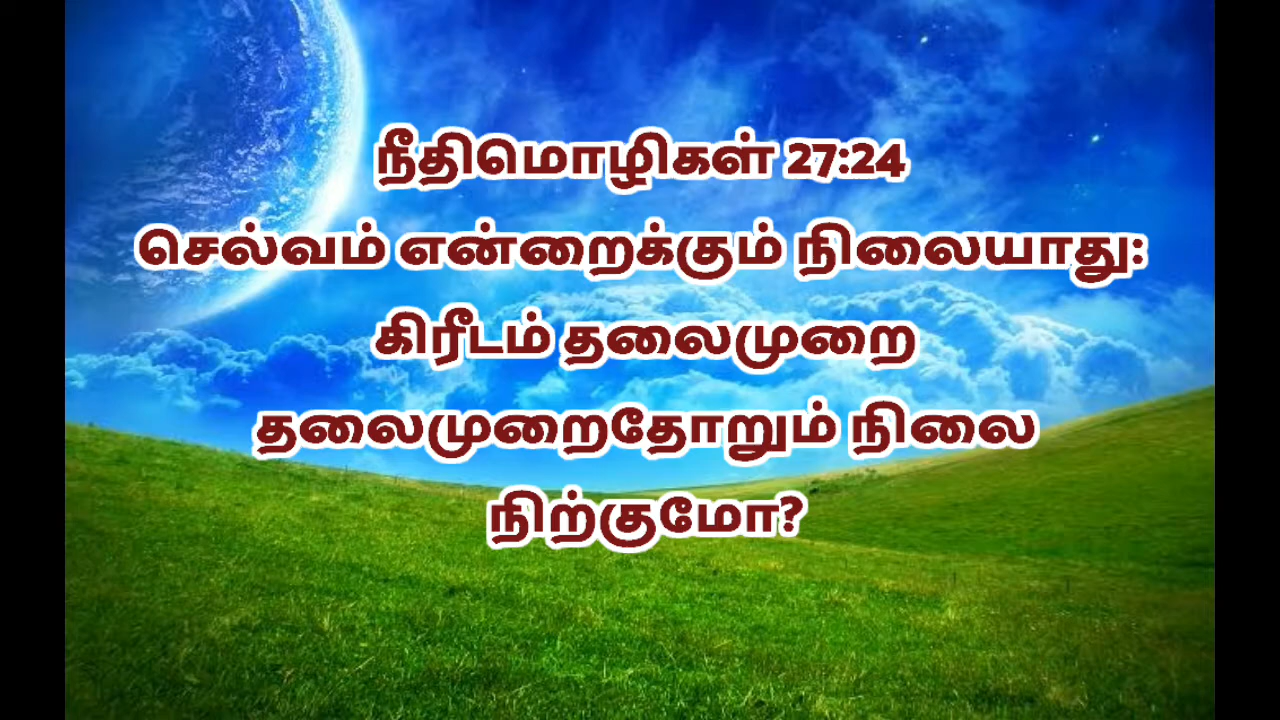 நீதிமொழிகள் 27:24
செல்வம் என்றைக்கும் நிலையாது:
கிரீடம் தலைமுறை
தலைமுறைதோறும் நிலை
நிற்குமோ?